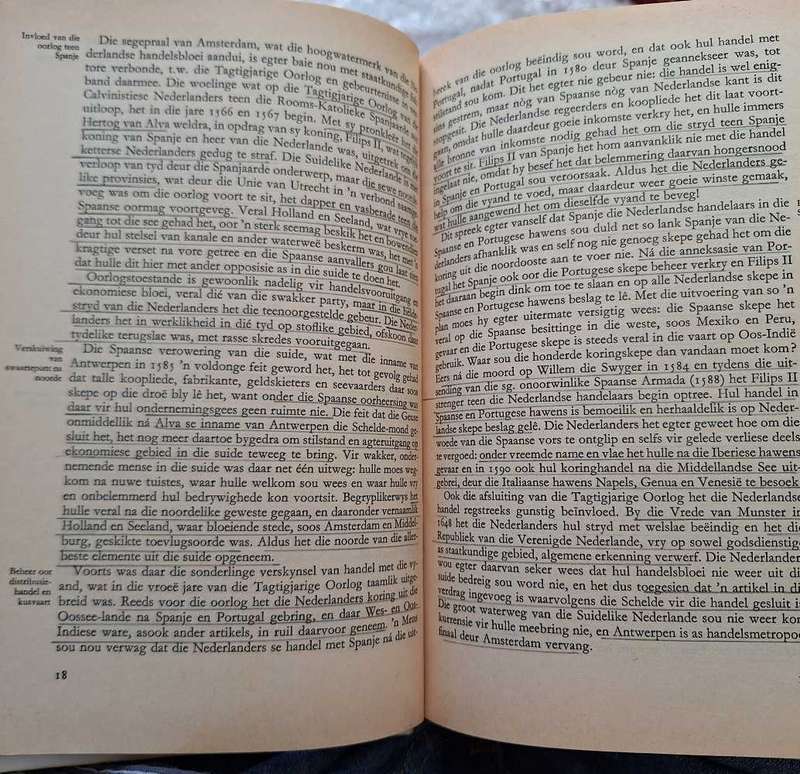 Invloed van die
oorlog teen
Spanje
Die segepraal van Amsterdam, wat die hoogwatermerk van die Ne-
derlandse handelsbloei aandui, is egter baie nou met staatkundige fak-
tore verbonde, t.w. die Tagtigjarige Oorlog en gebeurtenisse in
band daarmee. Die woelinge wat op die Tagtigjarige Oorlog van die
Calvinistiese Nederlanders teen die Rooms-Katolieke Spanjaarde
uitloop, het in die jare 1566 en 1567 begin. Met sy pronkleër het die
Hertog van Alva weldra, in opdrag van sy koning, Filips II, wat tegelyk
koning van Spanje en heer van die Nederlande was, uitgetrek om die
ketterse Nederlanders gedug te straf. Die Suidelike Nederlande is met
verloop van tyd deur die Spanjaarde onderwerp, maar die sewe noorde-
like provinsies, wat deur die Unie van Utrecht in 'n verbond saamge-
voeg was om die oorlog voort te sit, het dapper en vasberade teen die
Spaanse oormag voortgeveg. Veral Holland en Seeland, wat vrye toe-
gang tot die see gehad het, oor 'n sterk seemag beskik het en bowendien
deur hul stelsel van kanale en ander waterweë beskerm was, het met 'n
kragtige verset na vore getree en die Spaanse aanvallers gou laat sien
dat hulle dit hier met ander opposisie as in die suide te doen het.
Oorlogstoestande is gewoonlik nadelig vir handelsvooruitgang en
ekonomiese bloei, veral dié van die swakker party, maar in die helde-
stryd van die Nederlanders het die teenoorgestelde gebeur. Die Neder-
landers het in werklikheid in dié tyd op stoflike gebied, ofskoon daar
tydelike terugslae was, met rasse skredes vooruitgegaan.
Verskuiwing
van
swaartepunt na
noorde
Die Spaanse verowering van die suide, wat met die inname van
Antwerpen in 1585 'n voldonge feit geword het, het tot gevolg gehad
dat talle koopliede, fabrikante, geldskieters en seevaarders daar soos
skepe op die droë bly lê het, want onder die Spaanse oorheersing was
daar vir hul ondernemingsgees geen ruimte nie. Die feit dat die Geuse
onmiddellik ná Alva se inname van Antwerpen die Schelde-mond ge-
sluit het, het nog meer daartoe bygedra om stilstand en agteruitgang op
ekonomiese gebied in die suide teweeg te bring. Vir wakker, onder-
nemende mense in die suide was daar net één uitweg: hulle moes weg-
kom na nuwe tuistes, waar hulle welkom sou wees en waar hulle vry
en onbelemmerd hul bedrywighede kon voortsit. Begryplikerwys het
hulle veral na die noordelike geweste gegaan, en daaronder vernaamlik
Holland en Seeland, waar bloeiende stede, soos Amsterdam en Middel-
burg, geskikte toevlugsoorde was. Aldus het die noorde van die aller-
beste elemente uit die suide opgeneem.
Beheer oor
distribusie-
handel en
kusvaart
Voorts was daar die sonderlinge verskynsel van handel met die vy-
and, wat in die vroeë jare van die Tagtigjarige Oorlog taamlik uitge-
breid was. Reeds voor die oorlog het die Nederlanders koring uit die
Oossee-lande na Spanje en Portugal gebring, en daar Wes- en Oos-
Indiese ware, asook ander artikels, in ruil daarvoor geneem. 'n Mens
sou nou verwag dat die Nederlanders se handel met Spanje ná die uit-
18
breek van die oorlog beëindig sou word, en dat ook hul handel met
Portugal, nadat Portugal in 1580 deur Spanje geannekseer was, tot
stilstand sou kom. Dit het egter nie gebeur nie: die handel is wel enig-
sins gestrem, maar nòg van Spaanse nòg van Nederlandse kant is dit
stopgesit. Die Nederlandse regeerders en koopliede het dit laat voort-
gaan, omdat hulle daardeur goeie inkomste verkry het, en hulle immers
alle bronne van inkomste nodig gehad het om die stryd teen Spanje
voort te sit. Filips II van Spanje het hom aanvanklik nie met die handel
ingelaat nie, omdat hy besef het dat belemmering daarvan hongersnood
in Spanje en Portugal sou veroorsaak. Aldus het die Nederlanders ge-
help om die vyand te voed, maar daardeur weer goeie winste gemaak,
wat hulle aangewend het om dieselfde vyand te beveg!
Dit spreek egter vanself dat Spanje die Nederlandse handelaars in die
Spaanse en Portugese hawens sou duld net so lank Spanje van die Ne-
derlanders afhanklik was en self nog nie genoeg skepe gehad het om die
koring uit die noordooste aan te voer nie. Ná die anneksasie van Por-
tugal het Spanje ook oor die Portugese skepe beheer verkry en Filips II
het daaraan begin dink om toe te slaan en op alle Nederlandse skepe in
Spaanse en Portugese hawens beslag te lê. Met die uitvoering van so 'n
plan moes hy egter uitermate versigtig wees: die Spaanse skepe het
veral op die Spaanse besittinge in die weste, soos Mexiko en Peru,
gevaar en die Portugese skepe is steeds veral in die vaart op Oos-Indië
gebruik. Waar sou die honderde koringskepe dan vandaan moet kom?
Eers ná die moord op Willem die Swyger in 1584 en tydens die uit-
sending van die sg. onoorwinlike Spaanse Armada (1588) het Filips II
strenger teen die Nederlandse handelaars begin optree. Hul handel in
Spaanse en Portugese hawens is bemoeilik en herhaaldelik is op Neder-
landse skepe beslag gelê. Die Nederlanders het egter geweet hoe om die
woede van die Spaanse vors te ontglip en selfs vir gelede verliese deels
te vergoed: onder vreemde name en vlae het hulle na die Iberiese hawens
gevaar en in 1590 ook hul koringhandel na die Middellandse See uit-
gebrei, deur die Italiaanse hawens Napels, Genua en Venesië te besoek.
Ook die afsluiting van die Tagtigjarige Oorlog het die Nederlandse
handel regstreeks gunstig beïnvloed. By die Vrede van Munster in
1648 het die Nederlanders hul stryd met welslae beëindig en het die
Republiek van die Verenigde Nederlande, vry op sowel godsdienstig
as staatkundige gebied, algemene erkenning verwerf. Die Nederlanders
wou egter daarvan seker wees dat hul handelsbloei nie weer uit die
suide bedreig sou word nie, en het dus toegesien dat 'n artikel in die
verdrag ingevoeg is waarvolgens die Schelde vir die handel gesluit is.
Die groot waterweg van die Suidelike Nederlande sou nie weer kon-
kurrensie vir hulle meebring nie, en Antwerpen is as handelsmetropool
finaal deur Amsterdam vervang.